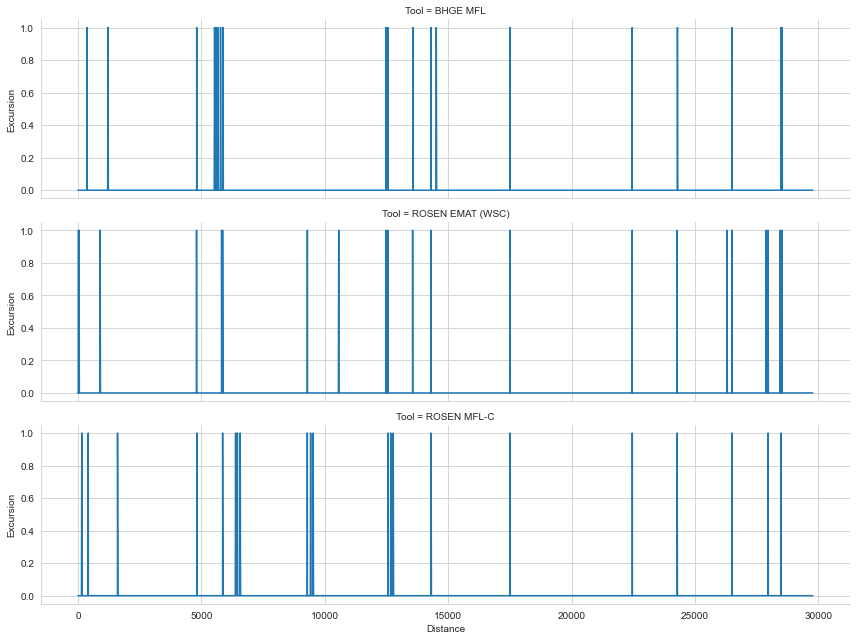 Tool = BHGE MFL
1.0
0.8
0.6
0.4
0.2
0.0
Excursion
Tool = ROSEN EMAT (WSC)
1.0
0.8
0.6
0.4
0.2
0.0
Excursion
Tool = ROSEN MFL-C
1.0
0.8
0.6
0.4
0.2
0.0
Excursion
0 5000 10000 15000 20000 25000 30000
Distance